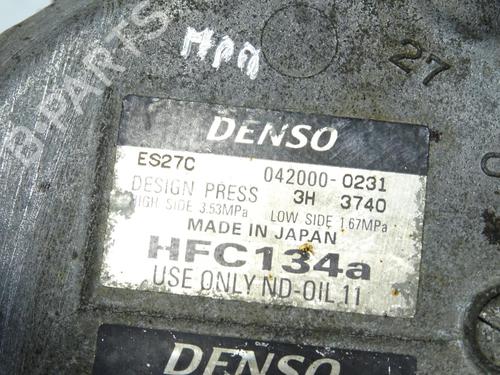 B-PARTS
27
DENSO
ES27C 042000-0231
DESIGN PRESS 3H 3740
HIGH SIDE 3.53MPa LOW SIDE 1.67MPa
MADE IN JAPAN
HFC134a
USE ONLY ND-OIL 11
DENSO